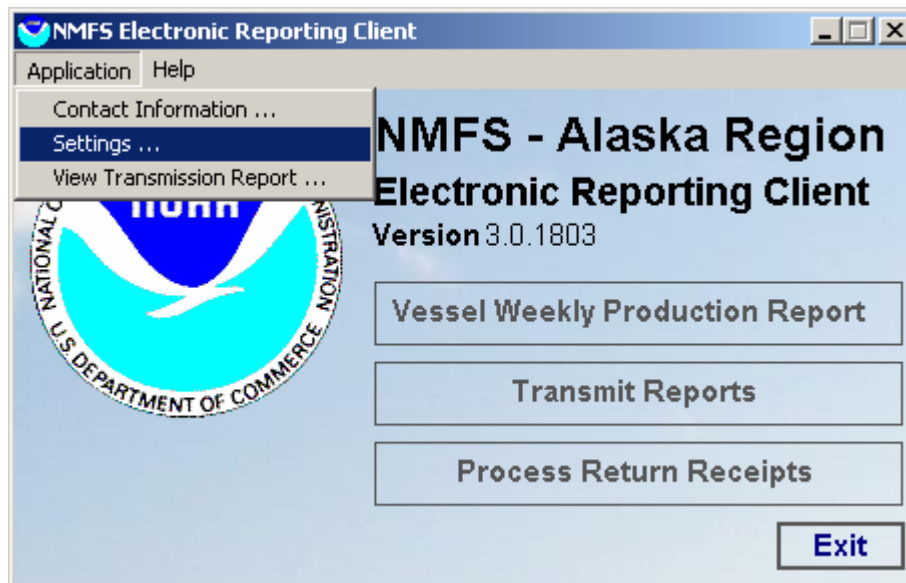 NMFS Electronic Reporting Client
Application Help
Contact Information ...
Settings ...
View Transmission Report ...
NMFS - Alaska Region
Electronic Reporting Client
Version 3.0.1803
Vessel Weekly Production Report
Transmit Reports
Process Return Receipts
Exit
NATIONAL
NISTRATION
U.S. DEPARTMENT OF COMMERCE